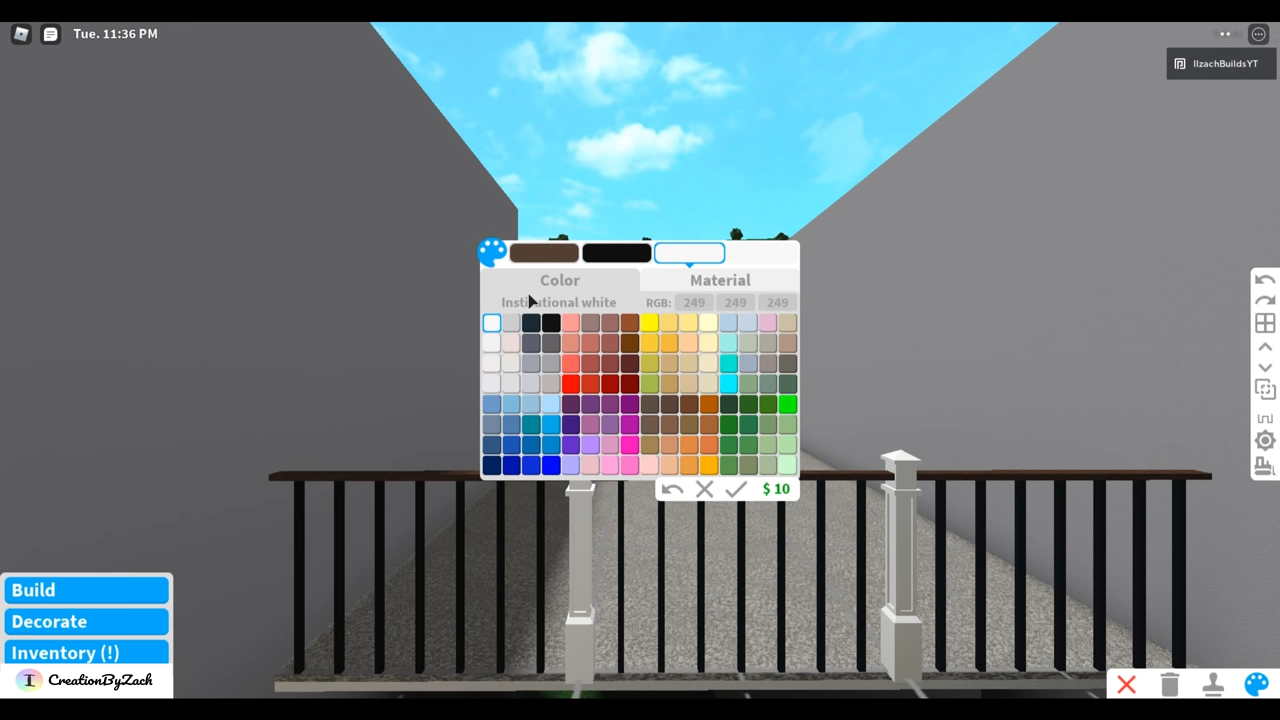 Tue. 11:36 PM
IlzachBuildsYT
Color
Material
Institutional white
RGB: 249 249 249
$ 10
Build
Decorate
Inventory (!)
I CreationByZach